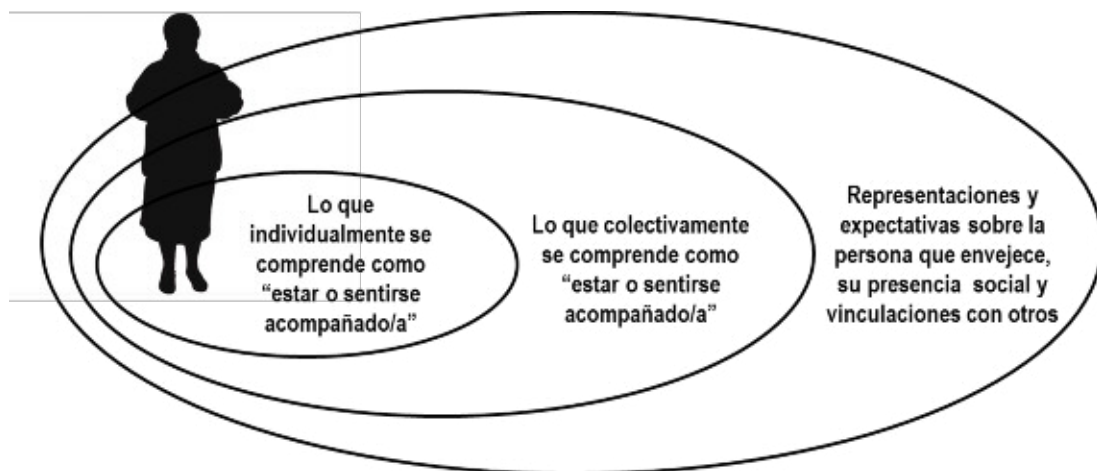 Lo que
individualmente se
comprende como
“estar o sentirse
acompañado/a”
Lo que colectivamente
se comprende como
“estar o sentirse
acompañado/a”
Representaciones y
expectativas sobre la
persona que envejece,
su presencia social y
vinculaciones con otros